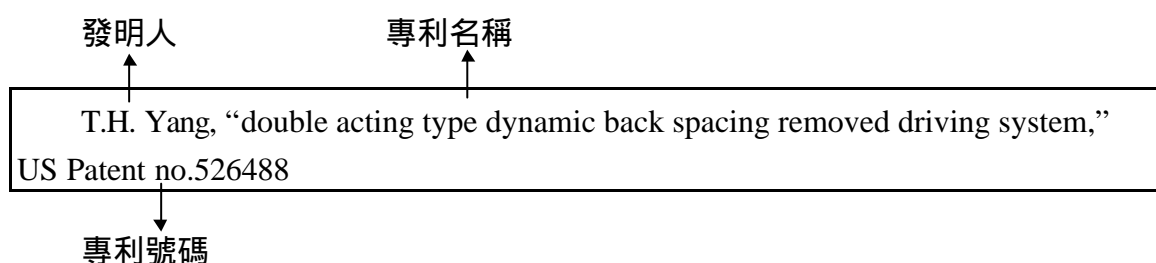 發明人 專利名稱
T.H. Yang, “double acting type dynamic back spacing removed driving system,”
US Patent no.526488
專利號碼